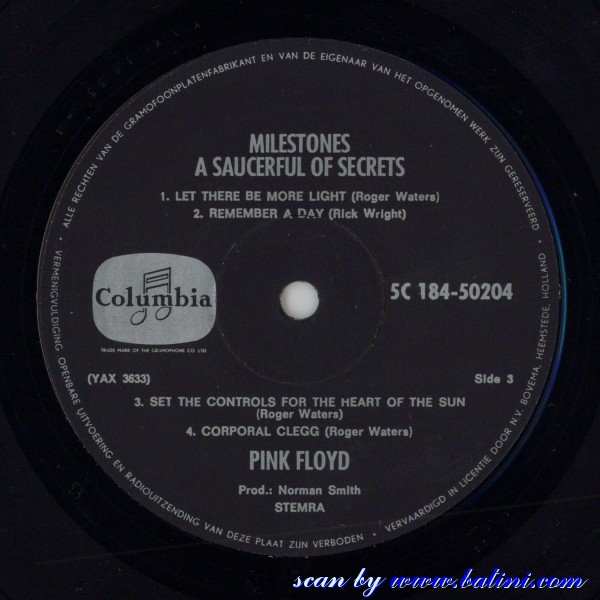 ALLE RECHTEN VAN DE GRAMOFOONPLATENFABRIKANT EN VAN DE EIGENAAR VAN HET OPGENOMEN WERK ZIJN GERESERVEERD
MILESTONES
A SAUCERFUL OF SECRETS
1. LET THERE BE MORE LIGHT (Roger Waters)
2. REMEMBER A DAY (Rick Wright)
Columbia
TRADE MARK OF THE GRAMOPHONE CO. LTD.
5C 184-50204
(YAX 3633)
Side 3
3. SET THE CONTROLS FOR THE HEART OF THE SUN
(Roger Waters)
4. CORPORAL CLEGG (Roger Waters)
PINK FLOYD
Prod.: Norman Smith
STEMRA
VERMENIGVULDIGING OPENBARE UITVOERING EN RADIOUITZENDING VAN DEZE PLAAT ZIJN VERBODEN
VERVAARDIGD IN LICENTIE DOOR N.V. BOVEMA, HEEMSTEDE, HOLLAND
scan by www.batini.com